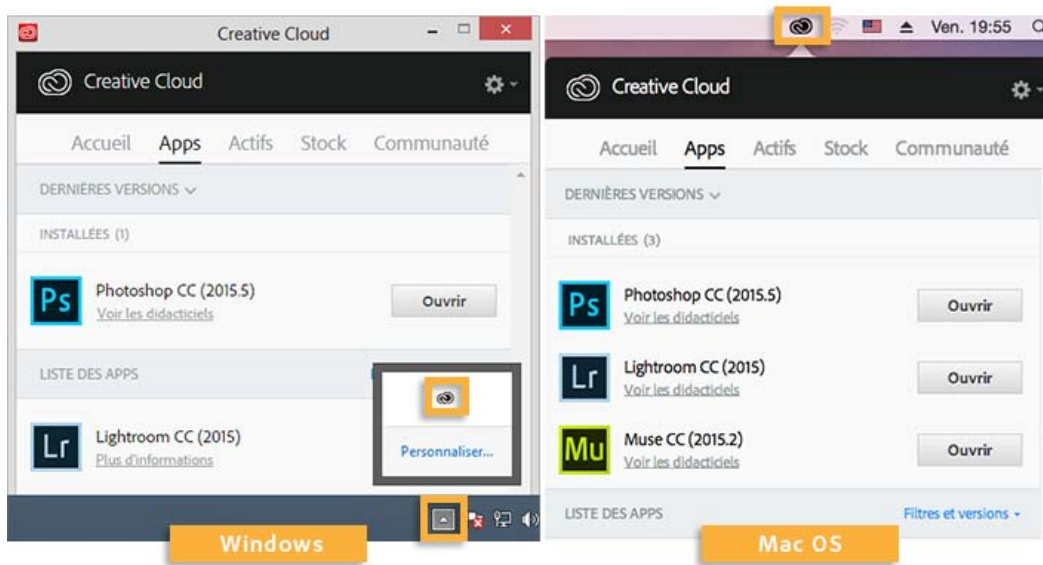 Creative Cloud
Creative Cloud
Accueil Apps Actifs Stock Communauté
DERNIÈRES VERSIONS
INSTALLÉES (1)
Ps
Photoshop CC (2015.5)
Voir les didacticiels
Ouvrir
LISTE DES APPS
Lr
Lightroom CC (2015)
Plus d'informations
Personnaliser...
Windows
Ven. 19:55
Creative Cloud
Accueil Apps Actifs Stock Communauté
DERNIÈRES VERSIONS
INSTALLÉES (3)
Ps
Photoshop CC (2015.5)
Voir les didacticiels
Ouvrir
Lr
Lightroom CC (2015)
Voir les didacticiels
Ouvrir
Mu
Muse CC (2015.2)
Voir les didacticiels
Ouvrir
LISTE DES APPS
Filtres et versions
Mac OS